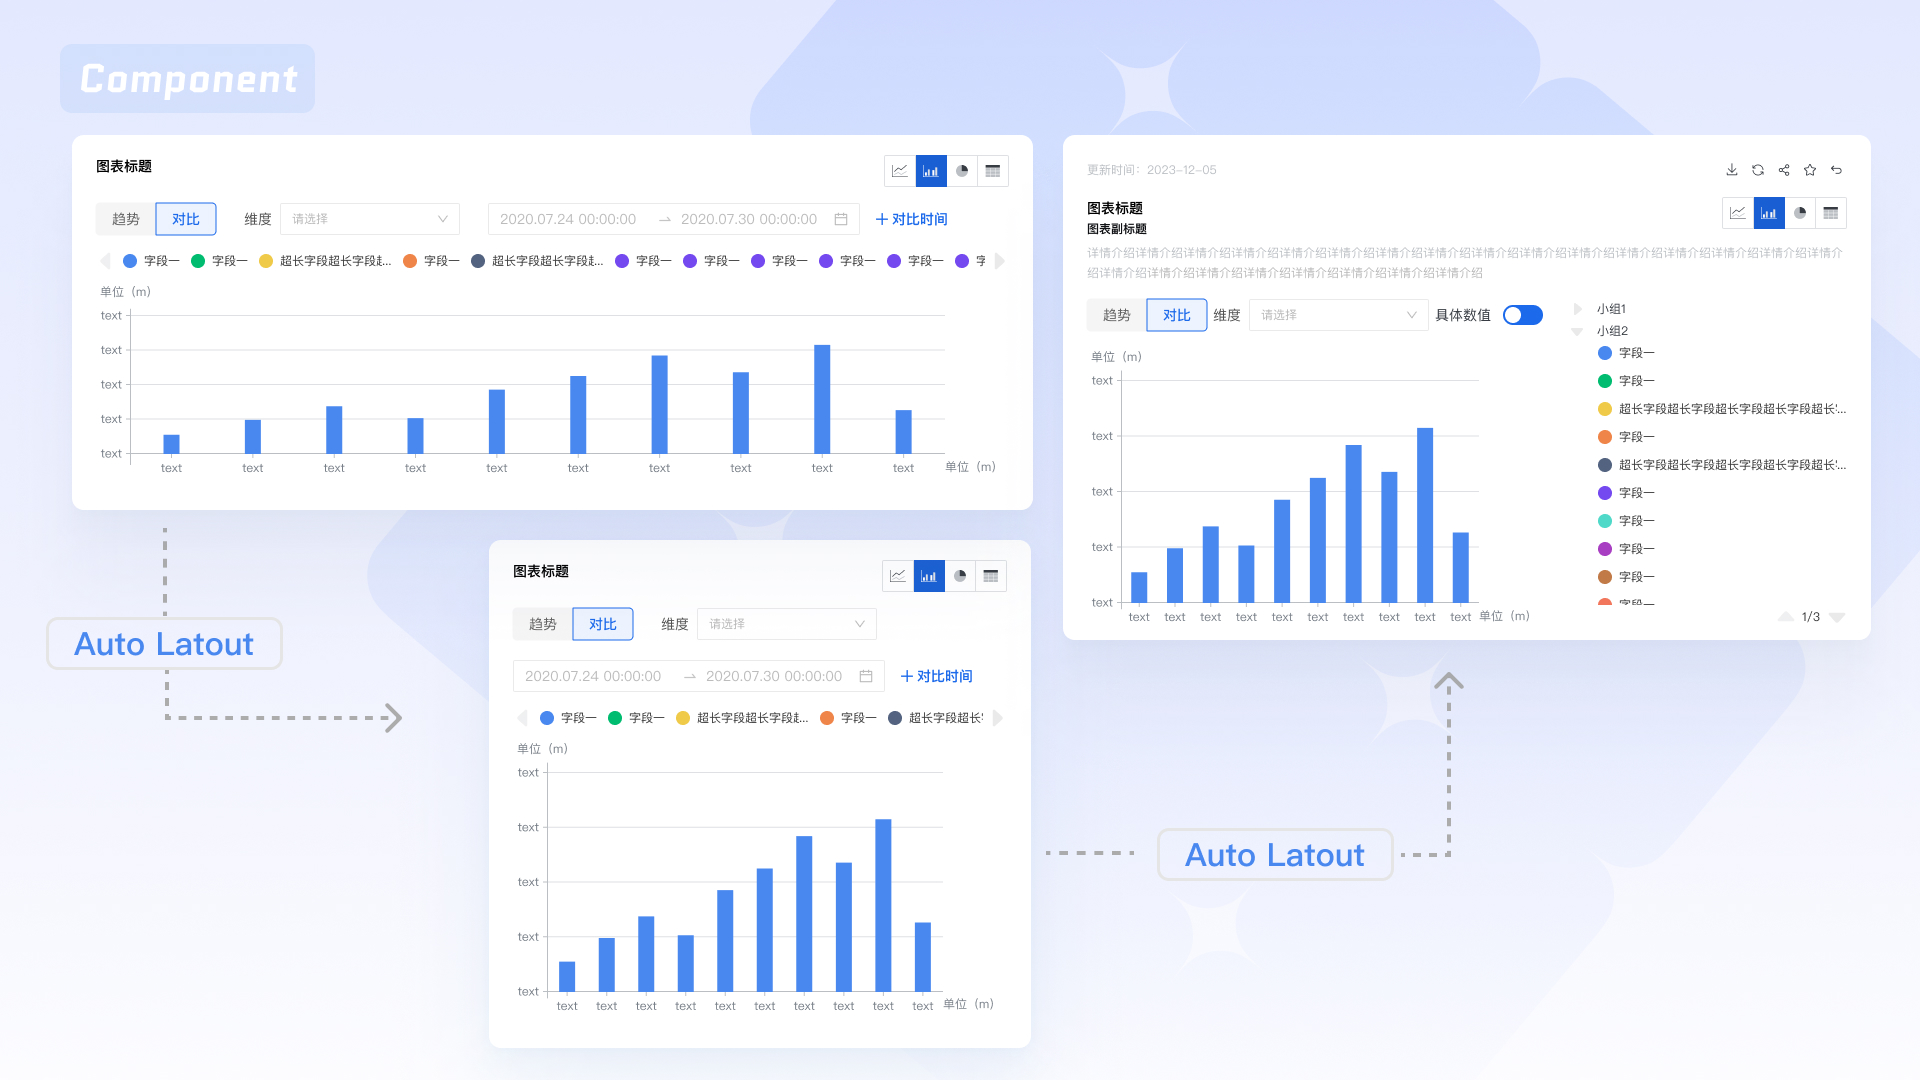 Component
图表标题
趋势 对比 维度 请选择 2020.07.24 00:00:00 2020.07.30 00:00:00 对比时间
字段一 字段一 超长字段超长字段... 字段一 超长字段超长字段超... 字段一 字段一 字段一 字段一 字段一 字
单位（m）
text
text
text
text
text
text text text text text text text text text text 单位（m）
Auto Latout
图表标题
趋势 对比 维度 请选择
2020.07.24 00:00:00 2020.07.30 00:00:00 对比时间
字段一 字段一 超长字段超长字段... 字段一 超长字段超长
单位（m）
text
text
text
text
text
text text text text text text text text text text 单位（m）
Auto Latout
更新时间：2023-12-05
图表标题
图表副标题
详情介绍详情介绍详情介绍详情介绍详情介绍详情介绍详情介绍详情介绍详情介绍详情介绍详情介绍详情介绍详情介绍详情介绍详情介绍详情介
绍详情介绍详情介绍详情介绍详情介绍详情介绍详情介绍详情介绍详情介绍
趋势 对比 维度 请选择 具体数值
单位（m）
text
text
text
text
text
text text text text text text text text text text 单位（m）
小组1
小组2
字段一
字段一
超长字段超长字段超长字段超长字段超长...
字段一
超长字段超长字段超长字段超长字段超长...
字段一
字段一
字段一
字段一
字段一
1/3